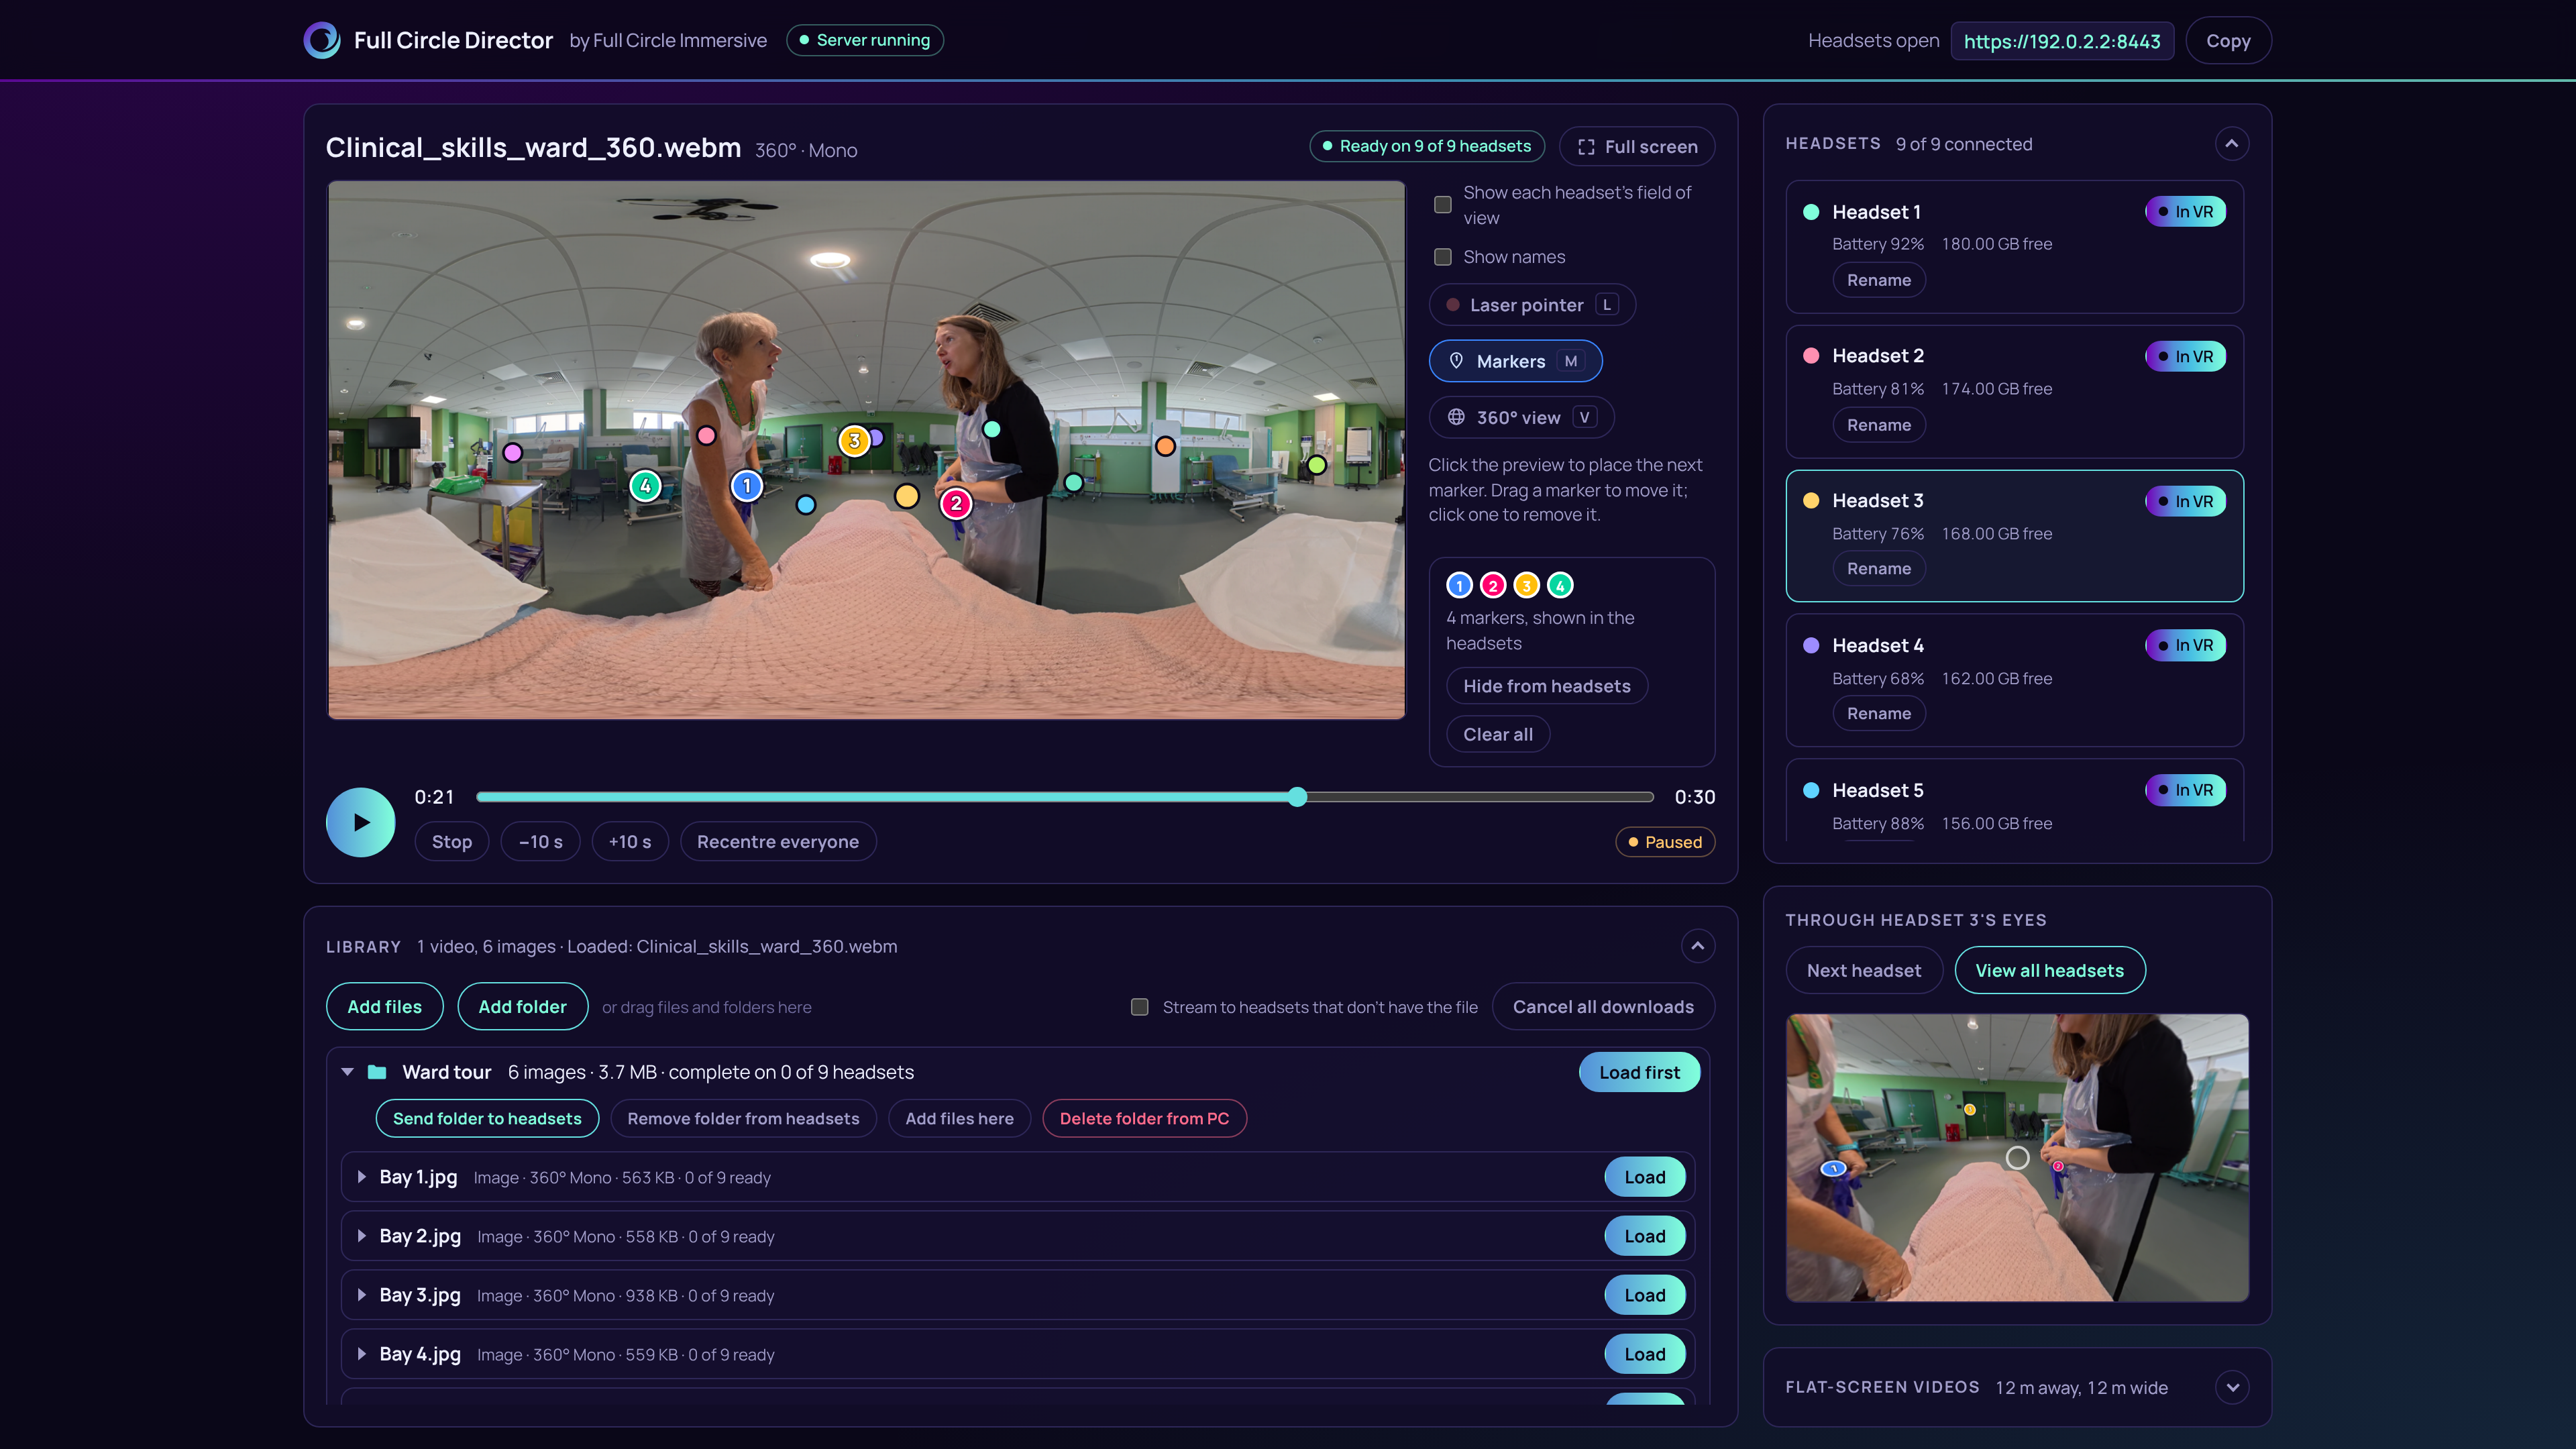 Full Circle Director by Full Circle Immersive Server running
Headsets open https://192.0.2.2:8443 Copy
Clinical_skills_ward_360.webm 360° · Mono
Ready on 9 of 9 headsets Full screen
3
4
1
2
Show each headset's field of
view
Show names
Laser pointer L
Markers M
360° view V
Click the preview to place the next
marker. Drag a marker to move it;
click one to remove it.
1 2 3 4
4 markers, shown in the
headsets
Hide from headsets
Clear all
0:21 0:30
Stop −10 s +10 s Recentre everyone Paused
LIBRARY 1 video, 6 images · Loaded: Clinical_skills_ward_360.webm
Add files Add folder or drag files and folders here Stream to headsets that don't have the file Cancel all downloads
Ward tour 6 images · 3.7 MB · complete on 0 of 9 headsets Load first
Send folder to headsets Remove folder from headsets Add files here Delete folder from PC
Bay 1.jpg Image · 360° Mono · 563 KB · 0 of 9 ready Load
Bay 2.jpg Image · 360° Mono · 558 KB · 0 of 9 ready Load
Bay 3.jpg Image · 360° Mono · 938 KB · 0 of 9 ready Load
Bay 4.jpg Image · 360° Mono · 559 KB · 0 of 9 ready Load
HEADSETS 9 of 9 connected
Headset 1 In VR
Battery 92% 180.00 GB free
Rename
Headset 2 In VR
Battery 81% 174.00 GB free
Rename
Headset 3 In VR
Battery 76% 168.00 GB free
Rename
Headset 4 In VR
Battery 68% 162.00 GB free
Rename
Headset 5 In VR
Battery 88% 156.00 GB free
THROUGH HEADSET 3'S EYES
Next headset View all headsets
1
2
FLAT-SCREEN VIDEOS 12 m away, 12 m wide